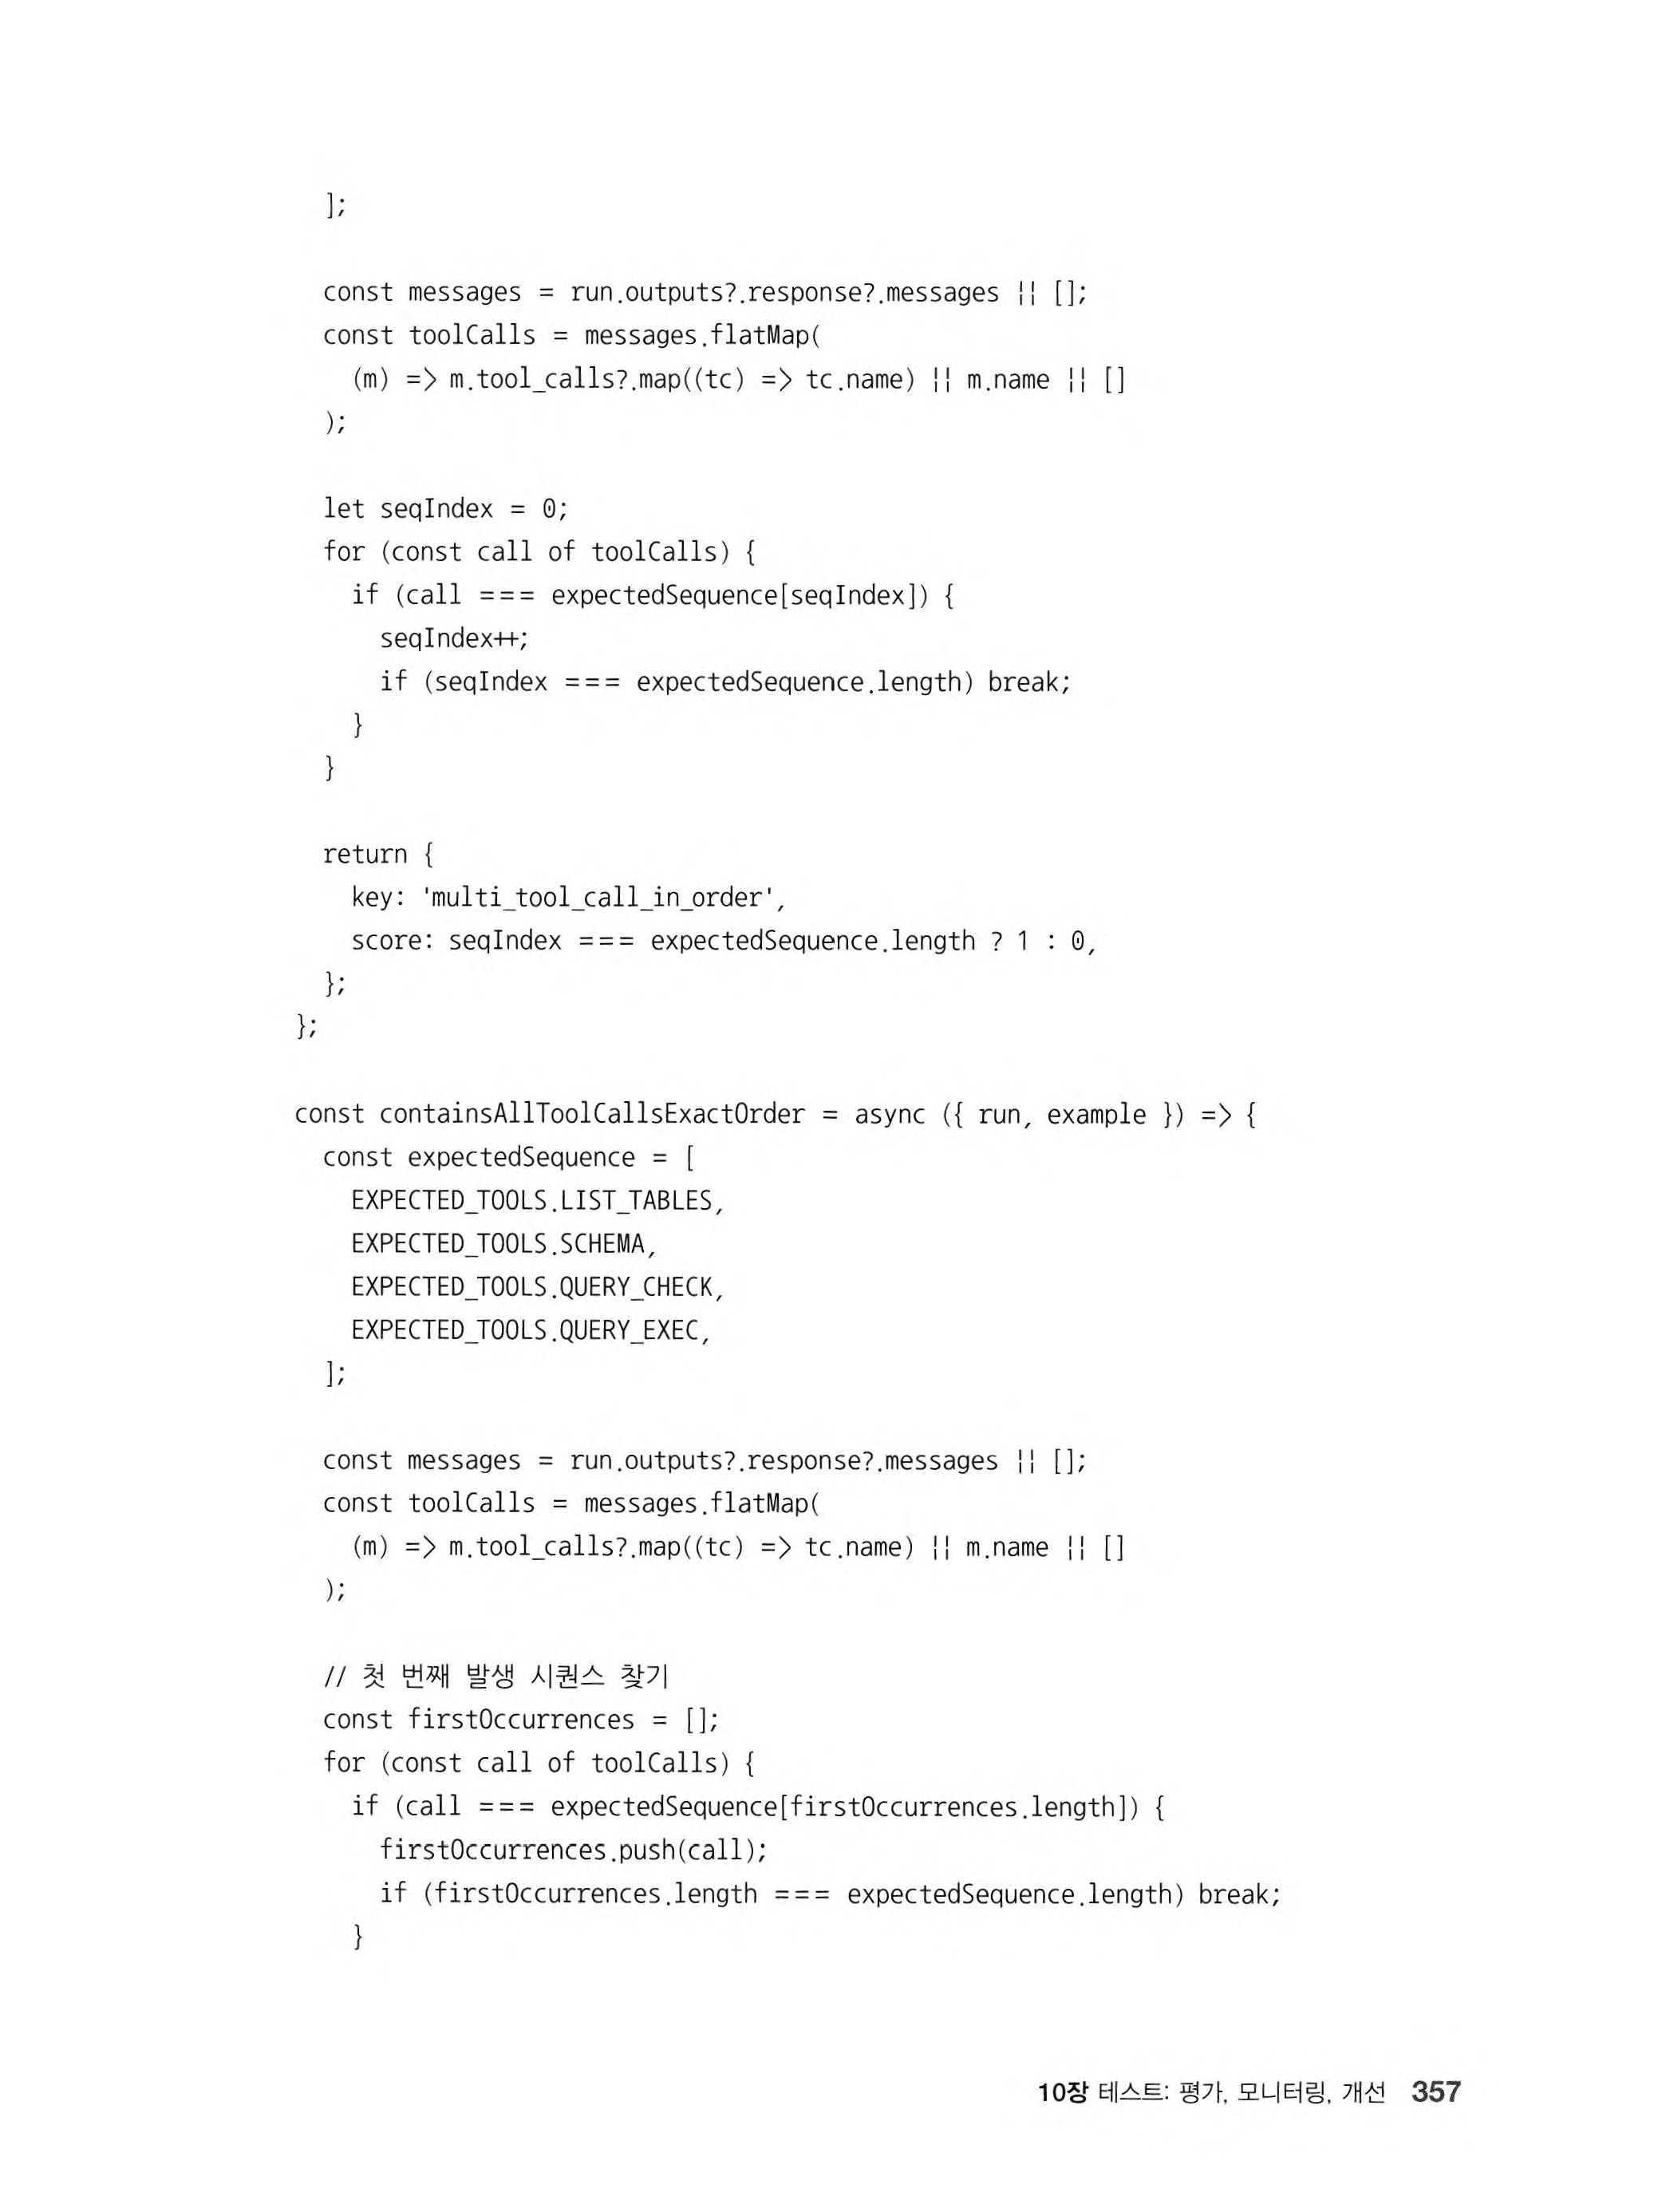 ];

  const messages = run.outputs?.response?.messages || [];
  const toolCalls = messages.flatMap(
    (m) => m.tool_calls?.map((tc) => tc.name) || m.name || []
  );

  let seqIndex = 0;
  for (const call of toolCalls) {
    if (call === expectedSequence[seqIndex]) {
      seqIndex++;
      if (seqIndex === expectedSequence.length) break;
    }
  }

  return {
    key: 'multi_tool_call_in_order',
    score: seqIndex === expectedSequence.length ? 1 : 0,
  };
};

const containsAllToolCallsExactOrder = async ({ run, example }) => {
  const expectedSequence = [
    EXPECTED_TOOLS.LIST_TABLES,
    EXPECTED_TOOLS.SCHEMA,
    EXPECTED_TOOLS.QUERY_CHECK,
    EXPECTED_TOOLS.QUERY_EXEC,
  ];

  const messages = run.outputs?.response?.messages || [];
  const toolCalls = messages.flatMap(
    (m) => m.tool_calls?.map((tc) => tc.name) || m.name || []
  );

  // 첫 번째 발생 시퀀스 찾기
  const firstOccurrences = [];
  for (const call of toolCalls) {
    if (call === expectedSequence[firstOccurrences.length]) {
      firstOccurrences.push(call);
      if (firstOccurrences.length === expectedSequence.length) break;
    }

10장 테스트: 평가, 모니터링, 개선 357